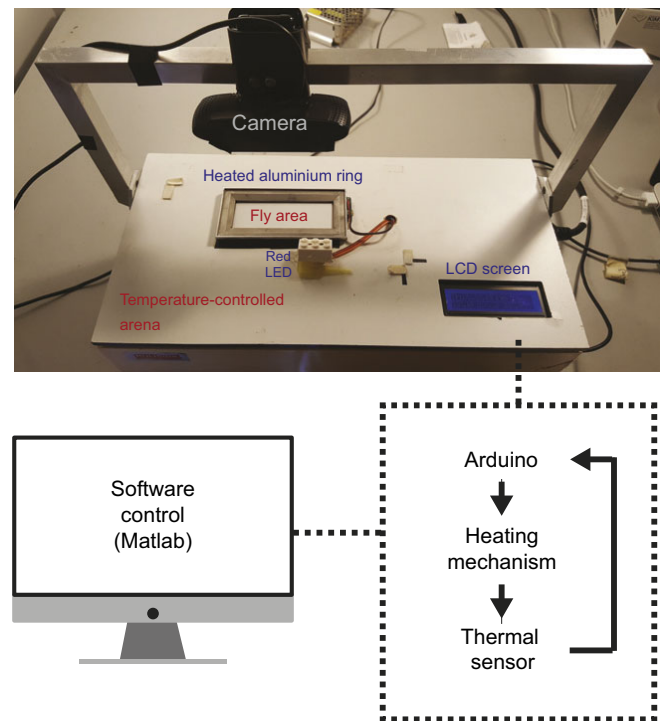 Camera
Heated aluminium ring
Fly area
Red
LED
LCD screen
Temperature-controlled
arena
Software
control
(Matlab)
Arduino
Heating
mechanism
Thermal
sensor